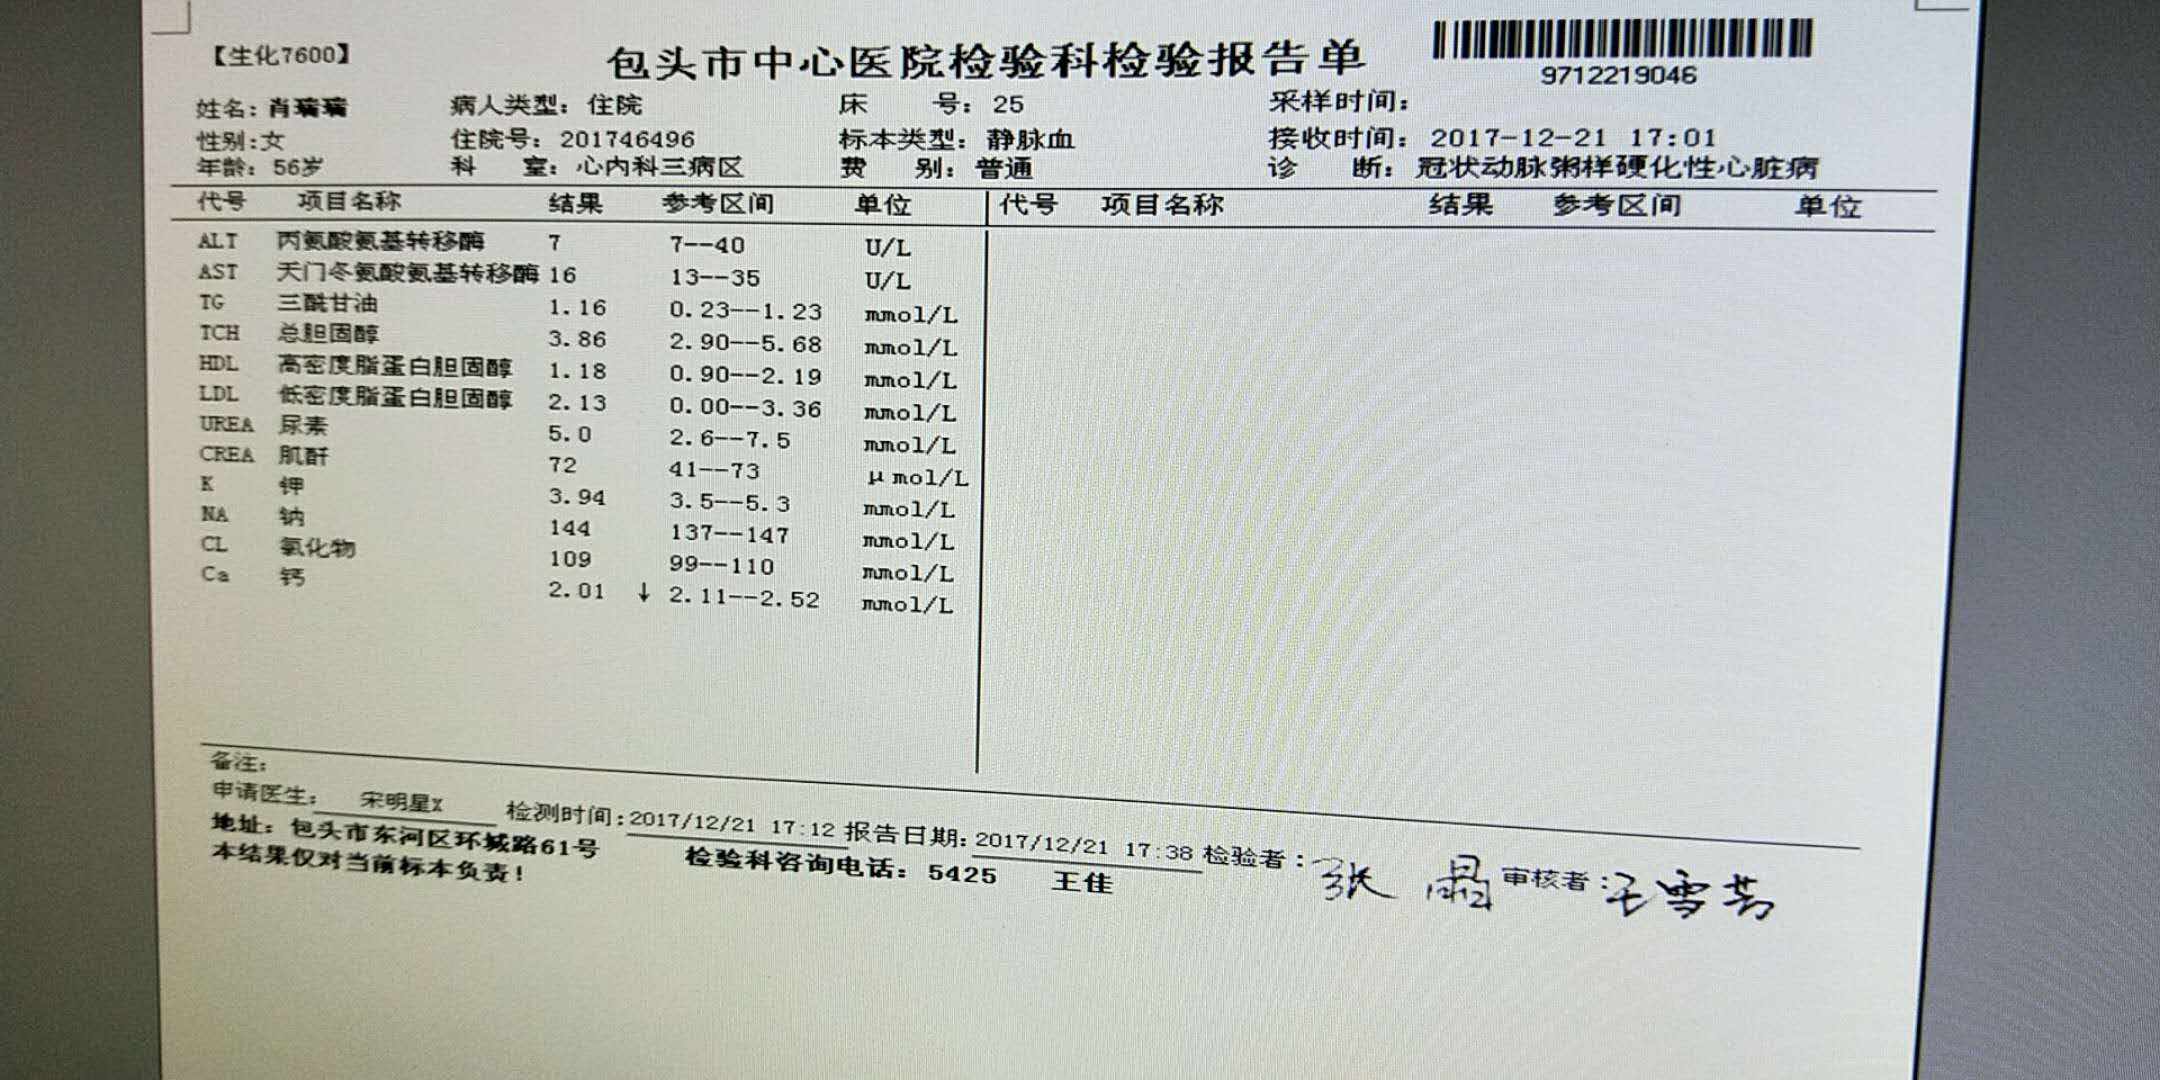 【生化7600】
包头市中心医院检验科检验报告单
9712219046
姓名：肖瑞瑞 病人类型：住院 床 号：25 采样时间：
性别：女 住院号：201746496 标本类型：静脉血 接收时间：2017-12-21 17:01
年龄：56岁 科 室：心内科三病区 费 别：普通 诊 断：冠状动脉粥样硬化性心脏病
代号 项目名称 结果 参考区间 单位 代号 项目名称 结果 参考区间 单位
ALT 丙氨酸氨基转移酶 7 7--40 U/L
AST 天门冬氨酸氨基转移酶 16 13--35 U/L
TG 三酰甘油 1.16 0.23--1.23 mmol/L
TCH 总胆固醇 3.86 2.90--5.68 mmol/L
HDL 高密度脂蛋白胆固醇 1.18 0.90--2.19 mmol/L
LDL 低密度脂蛋白胆固醇 2.13 0.00--3.36 mmol/L
UREA 尿素 5.0 2.6--7.5 mmol/L
CREA 肌酐 72 41--73 μmol/L
K 钾 3.94 3.5--5.3 mmol/L
NA 钠 144 137--147 mmol/L
CL 氯化物 109 99--110 mmol/L
Ca 钙 2.01 ↓ 2.11--2.52 mmol/L
备注：
申请医生： 宋明星X 检测时间：2017/12/21 17:12 报告日期：2017/12/21 17:38 检验者：张晶 审核者：王雪芳
地址：包头市东河区环城路61号 检验科咨询电话：5425 王佳
本结果仅对当前标本负责！